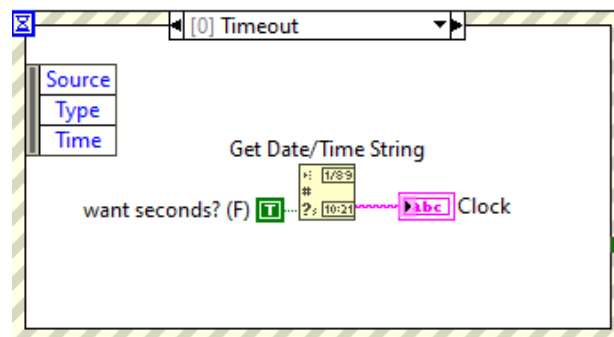 [0] Timeout
Source
Type
Time
Get Date/Time String
1/89
#
?: 10:21
want seconds? (F) T
abc Clock